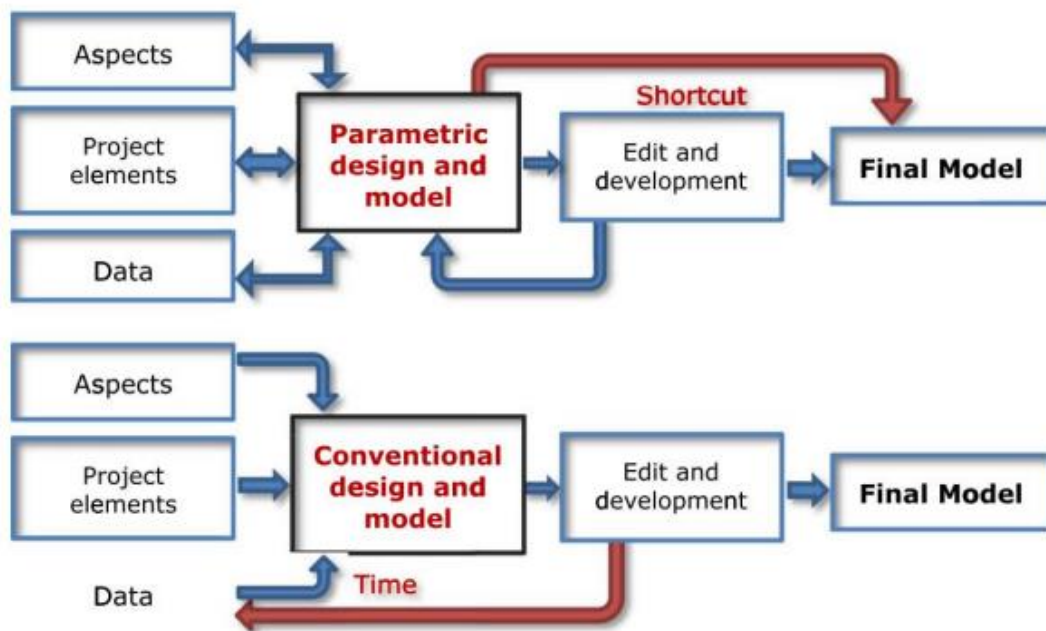 Aspects
Shortcut
Parametric
design and
model
Project
elements
Edit and
development
Final Model
Data
Aspects
Conventional
design and
model
Project
elements
Edit and
development
Final Model
Data
Time